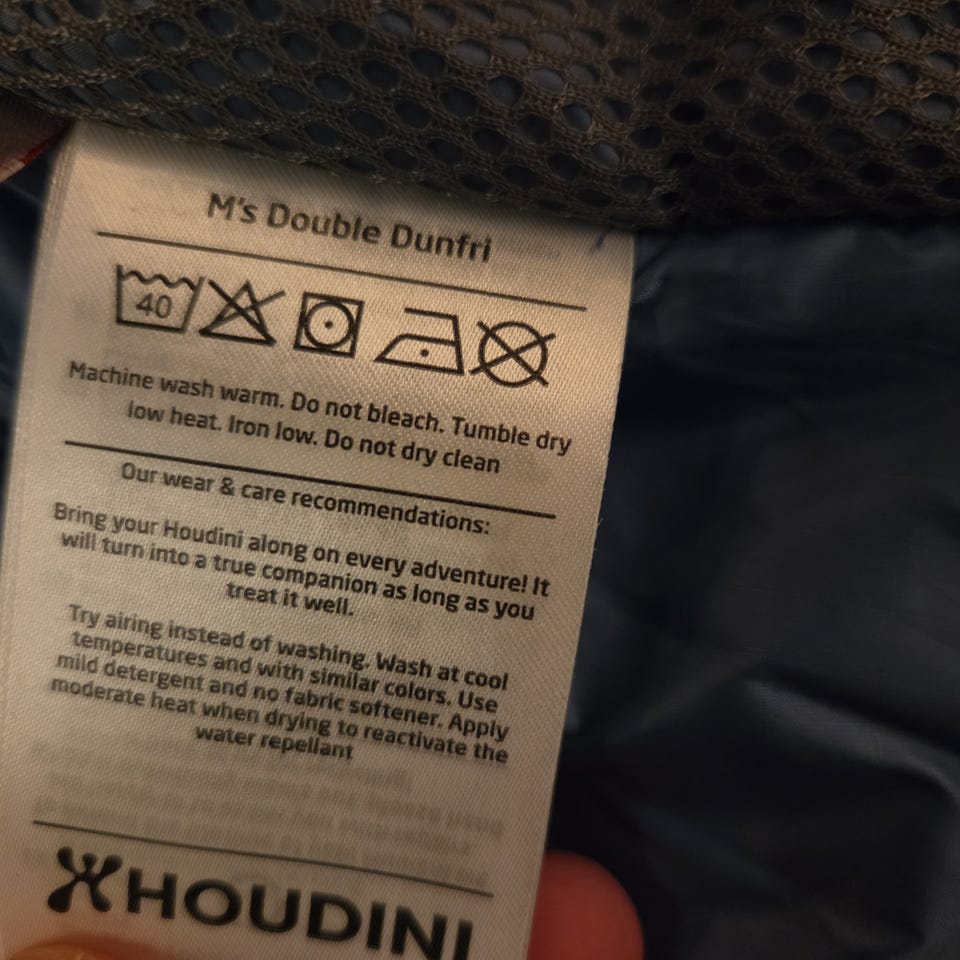 M's Double Dunfri
40
Machine wash warm. Do not bleach. Tumble dry
low heat. Iron low. Do not dry clean
Our wear & care recommendations:
Bring your Houdini along on every adventure! It
will turn into a true companion as long as you
treat it well.
Try airing instead of washing. Wash at cool
temperatures and with similar colors. Use
mild detergent and no fabric softener. Apply
moderate heat when drying to reactivate the
water repellant
HOUDINI